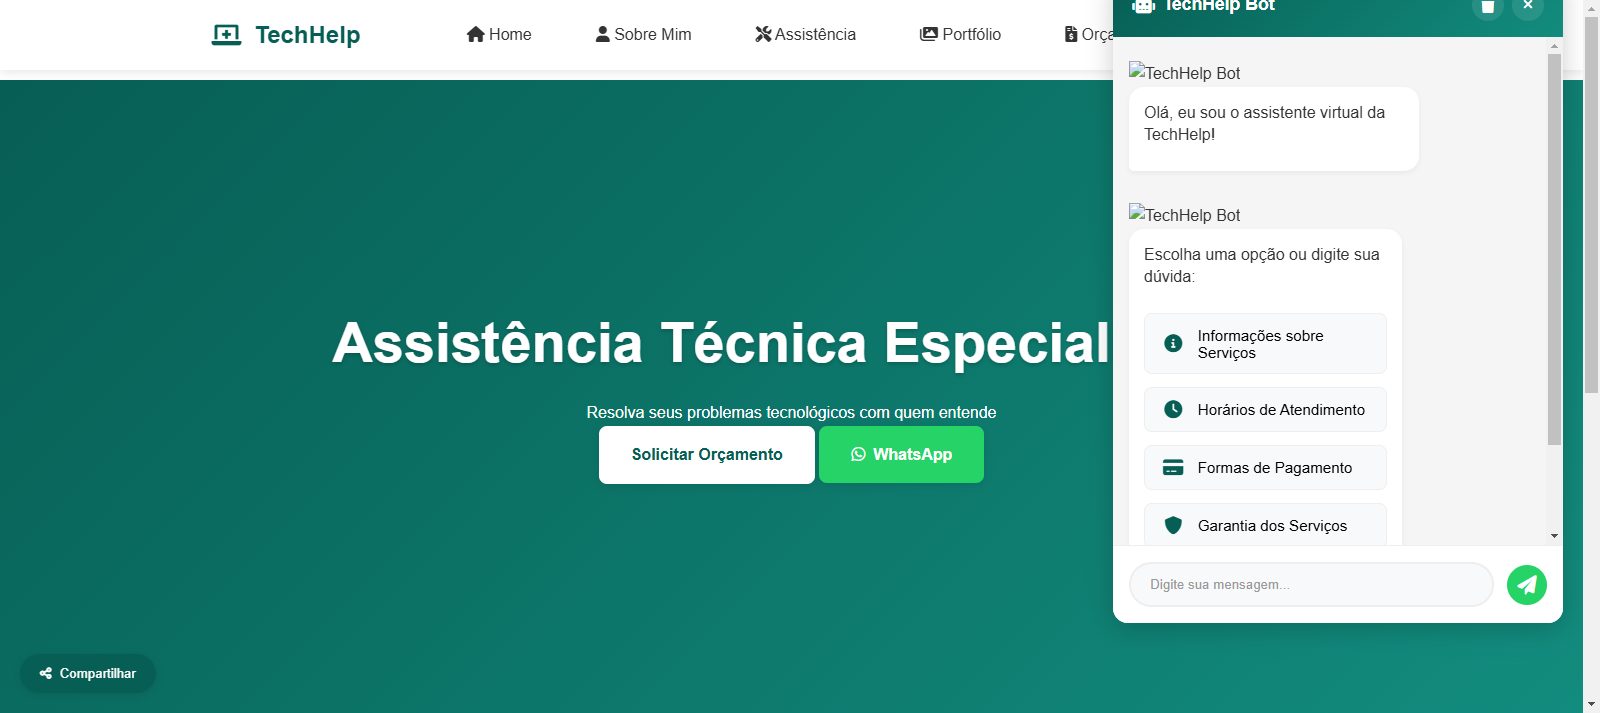 TechHelp
Home
Sobre Mim
Assistência
Portfólio
Orça
TechHelp Bot
TechHelp Bot
Olá, eu sou o assistente virtual da
TechHelp!
TechHelp Bot
Escolha uma opção ou digite sua
dúvida:
Informações sobre
Serviços
Horários de Atendimento
Formas de Pagamento
Garantia dos Serviços
Digite sua mensagem...
Assistência Técnica Especial
Resolva seus problemas tecnológicos com quem entende
Solicitar Orçamento
WhatsApp
Compartilhar